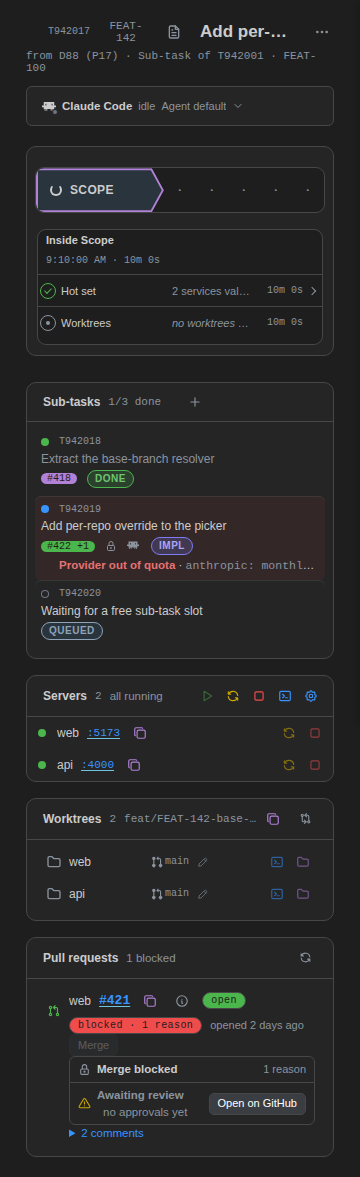 T942017 FEAT-142 Add per-…
from D88 (P17) · Sub-task of T942001 · FEAT-
100
Claude Code idle Agent default
SCOPE
Inside Scope
9:10:00 AM · 10m 0s
Hot set 2 services val… 10m 0s
Worktrees no worktrees … 10m 0s
Sub-tasks 1/3 done
T942018
Extract the base-branch resolver
#418 DONE
T942019
Add per-repo override to the picker
#422 +1 IMPL
Provider out of quota · anthropic: monthl…
T942020
Waiting for a free sub-task slot
QUEUED
Servers 2 all running
web :5173
api :4000
Worktrees 2 feat/FEAT-142-base-…
web main
api main
Pull requests 1 blocked
web #421 open
blocked · 1 reason opened 2 days ago
Merge
Merge blocked 1 reason
Awaiting review
no approvals yet
Open on GitHub
2 comments